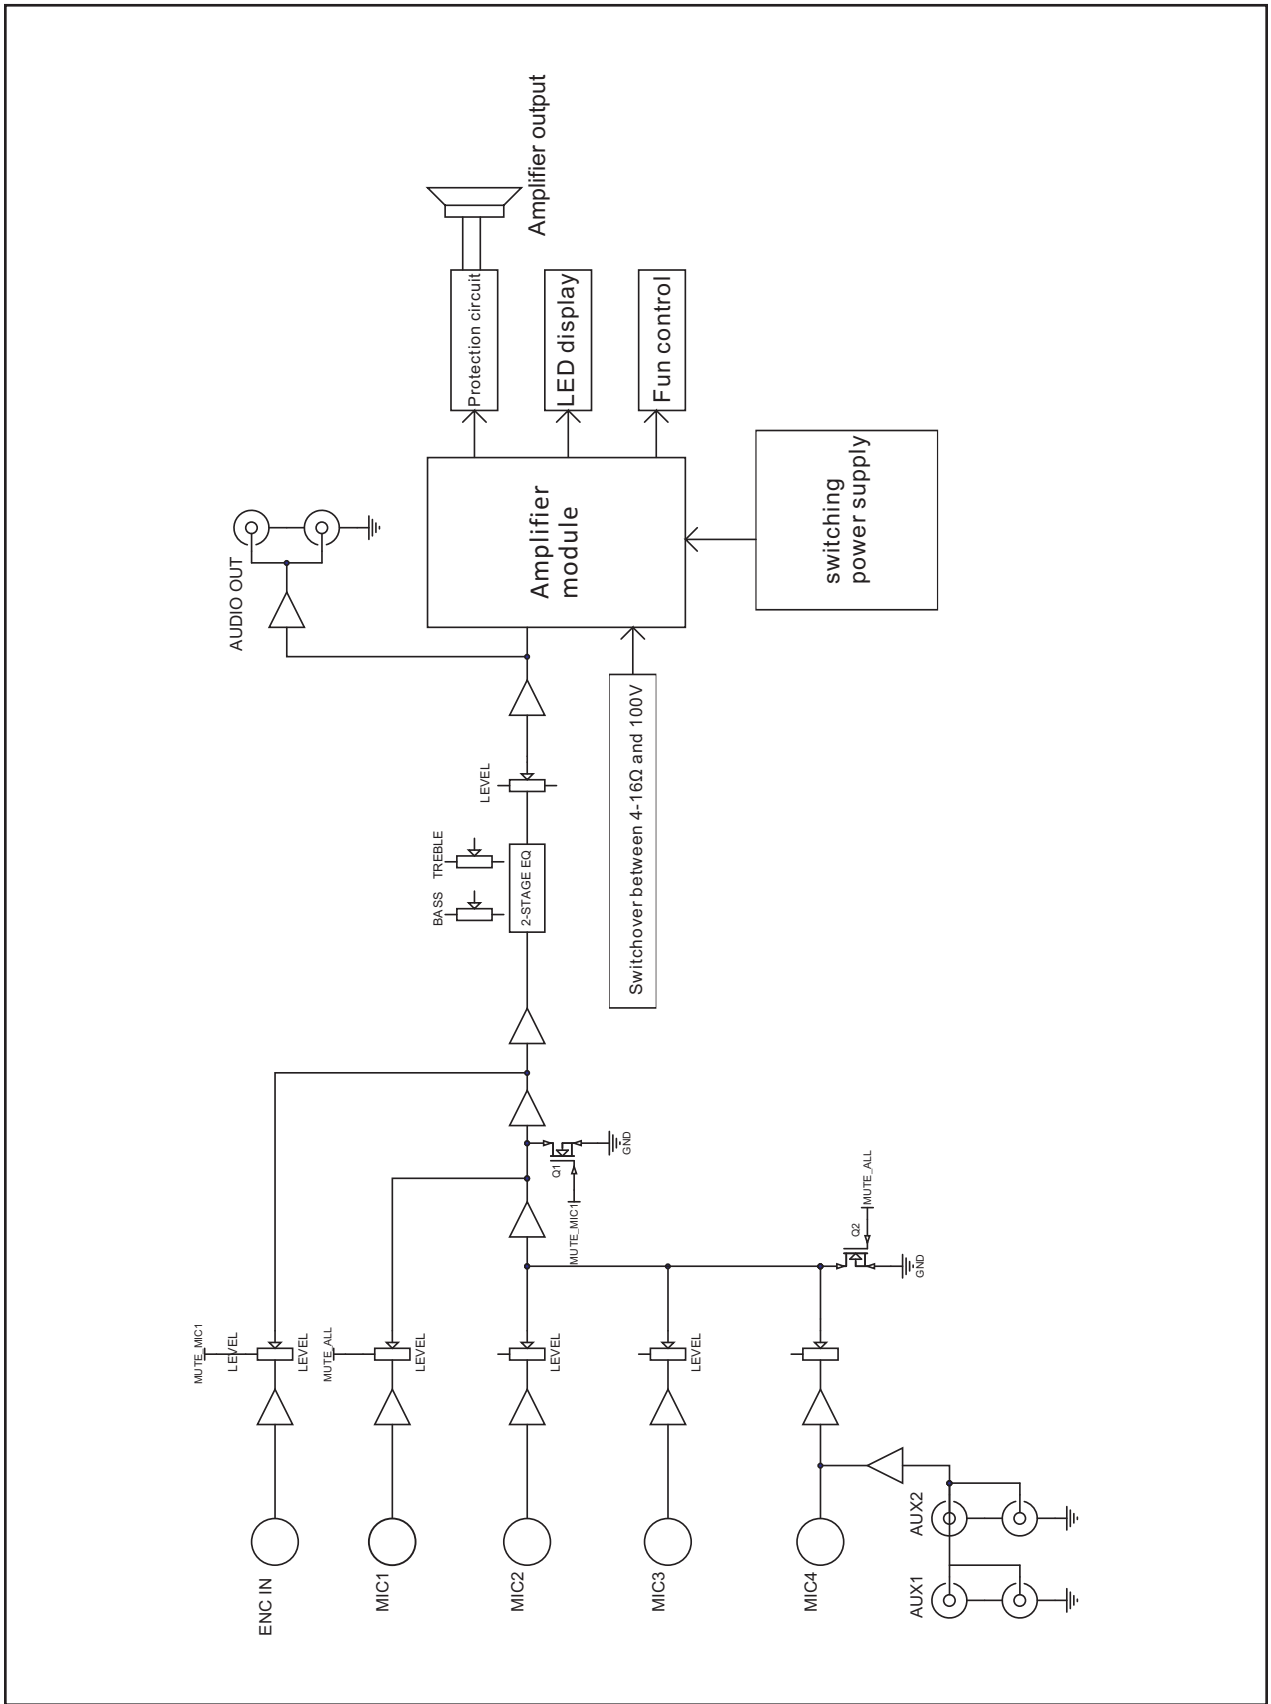 ENC IN
MIC1
MIC2
MIC3
MIC4
AUX1
AUX2
MUTE_MIC1
LEVEL
LEVEL
MUTE_ALL
LEVEL
LEVEL
LEVEL
MUTE_MIC1
Q1
GND
Q2
MUTE_ALL
GND
BASS
TREBLE
2-STAGE EQ
LEVEL
Switchover between 4-16Ω and 100V
AUDIO OUT
Amplifier
module
switching
power supply
Protection circuit
LED display
Fun control
Amplifier output